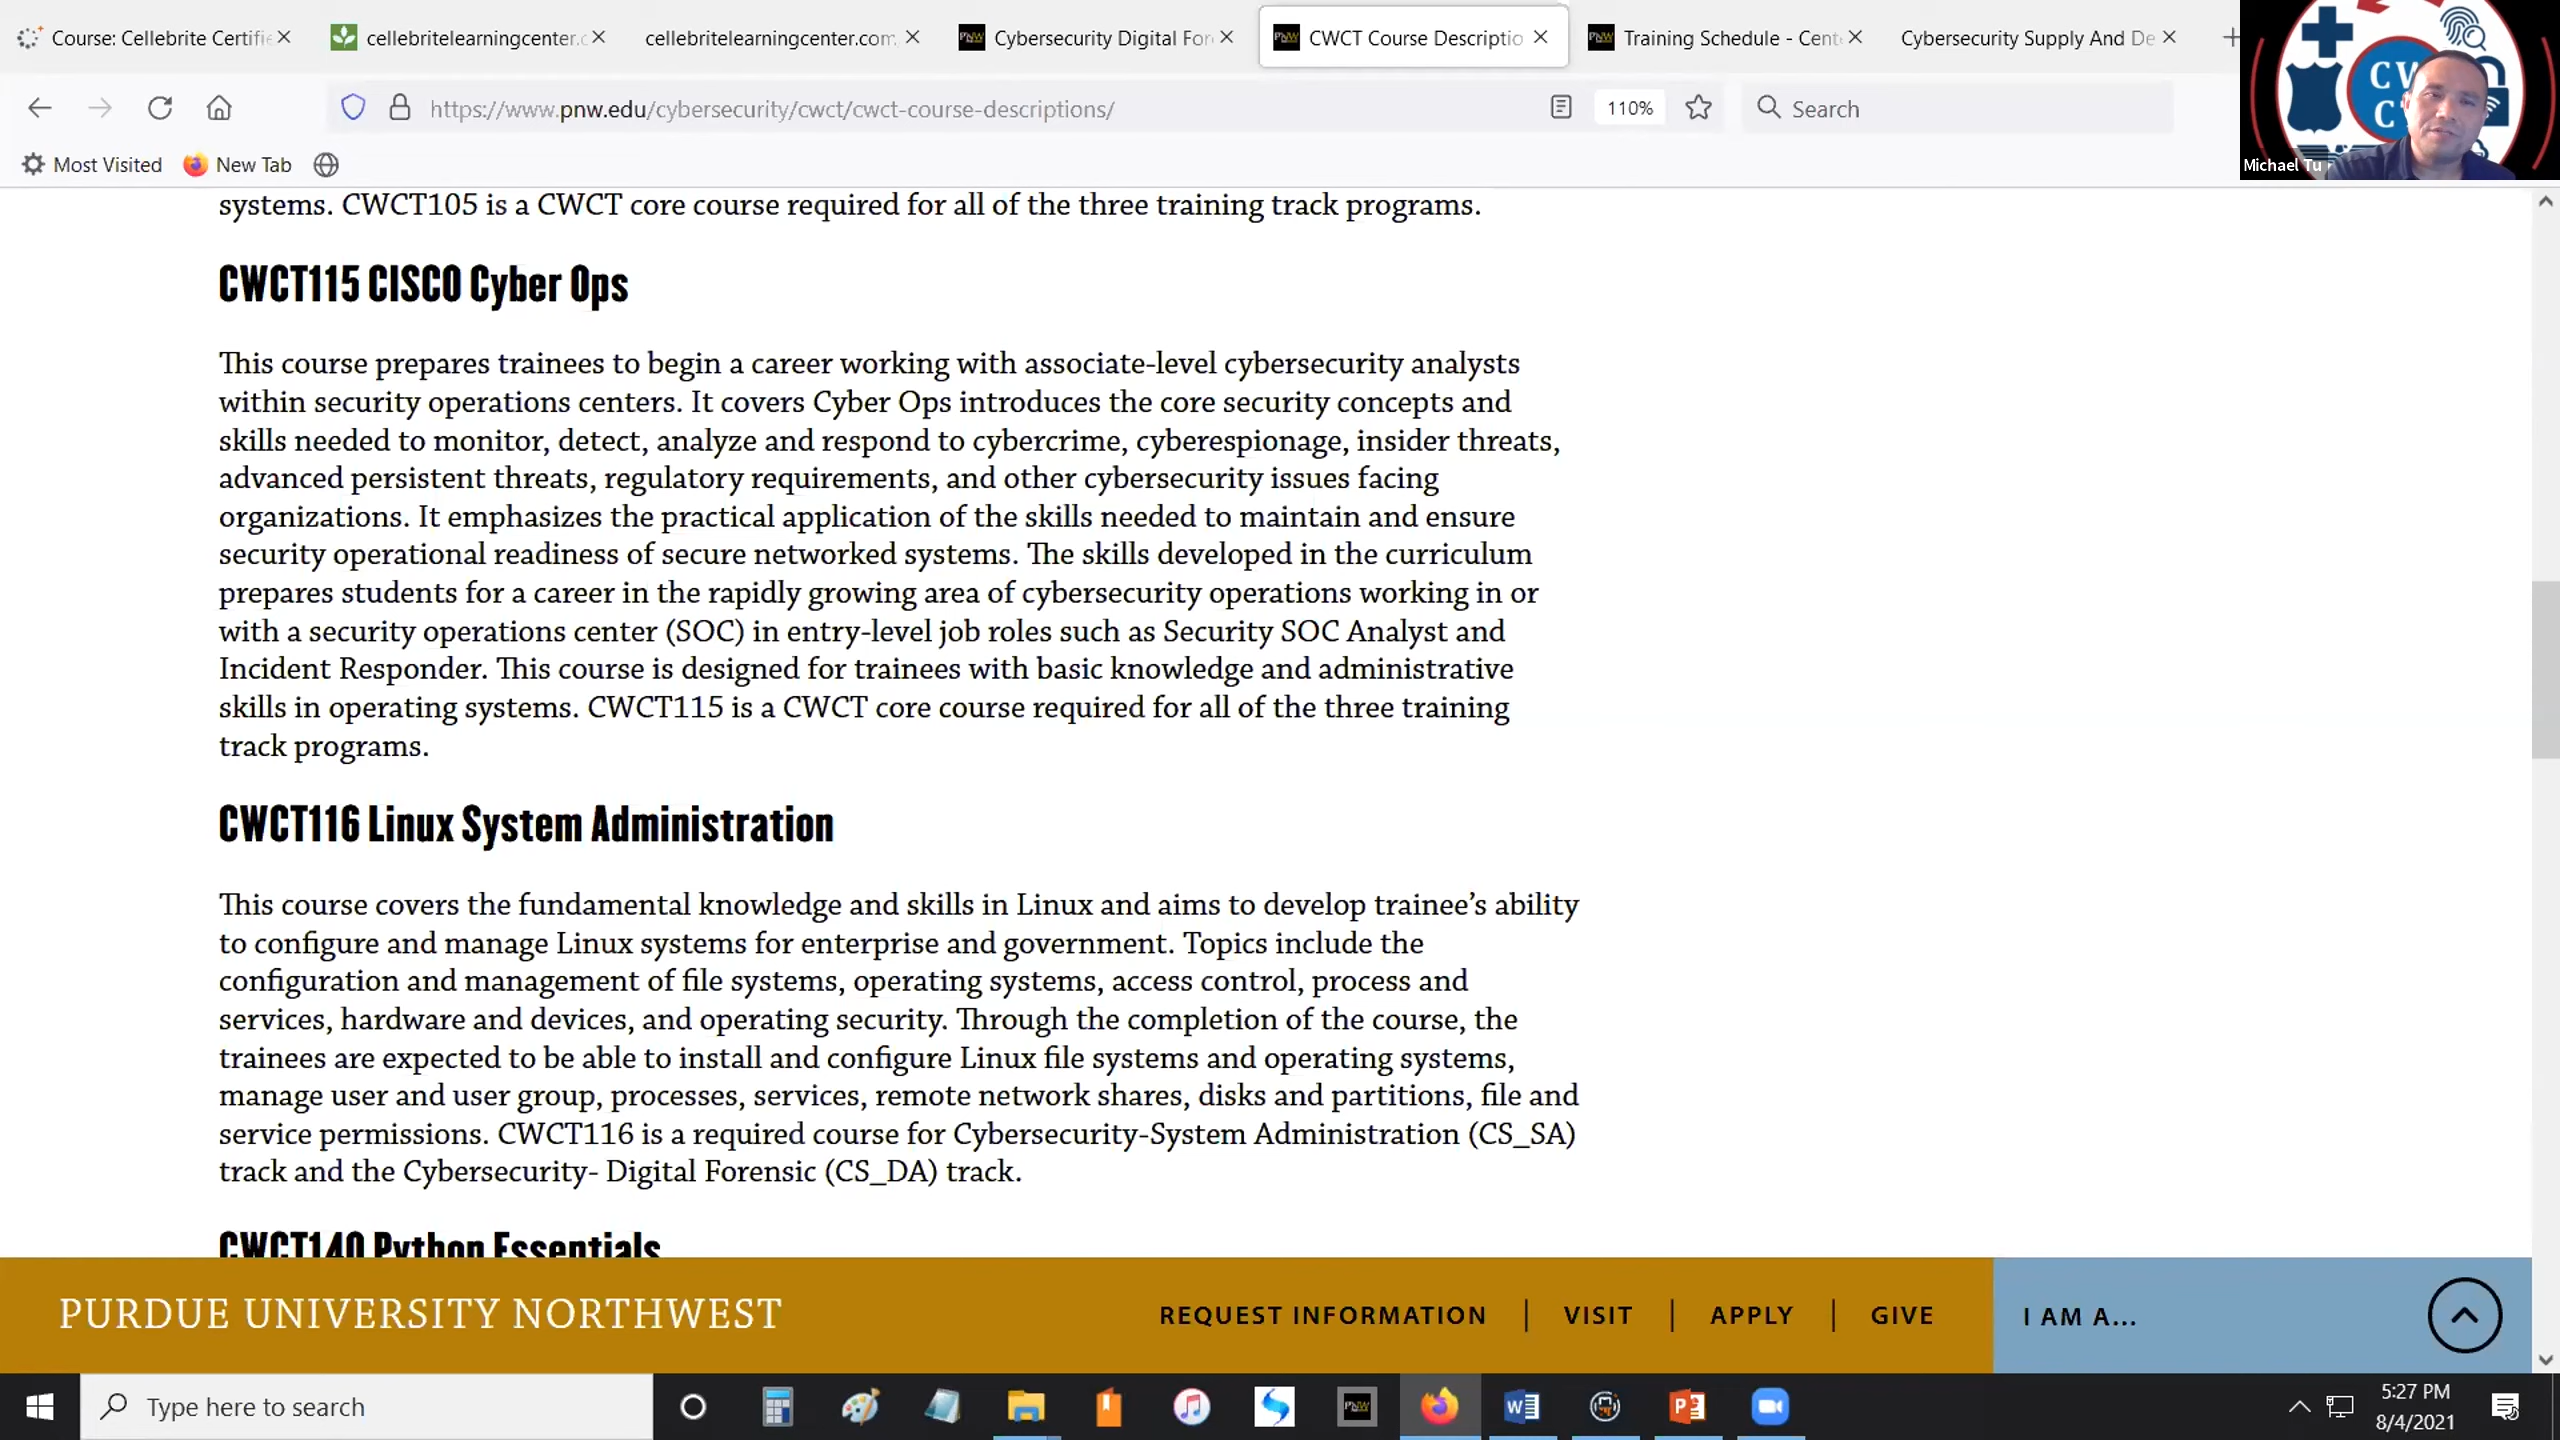 Course: Cellebrite Certifie
cellebritelearningcenter.c
cellebritelearningcenter.com
Cybersecurity Digital For
CWCT Course Descriptio
Training Schedule - Cent
Cybersecurity Supply And De
https://www.pnw.edu/cybersecurity/cwct/cwct-course-descriptions/
110%
Search
Most Visited
New Tab
Michael Tu
systems. CWCT105 is a CWCT core course required for all of the three training track programs.
CWCT115 CISCO Cyber Ops
This course prepares trainees to begin a career working with associate-level cybersecurity analysts
within security operations centers. It covers Cyber Ops introduces the core security concepts and
skills needed to monitor, detect, analyze and respond to cybercrime, cyberespionage, insider threats,
advanced persistent threats, regulatory requirements, and other cybersecurity issues facing
organizations. It emphasizes the practical application of the skills needed to maintain and ensure
security operational readiness of secure networked systems. The skills developed in the curriculum
prepares students for a career in the rapidly growing area of cybersecurity operations working in or
with a security operations center (SOC) in entry-level job roles such as Security SOC Analyst and
Incident Responder. This course is designed for trainees with basic knowledge and administrative
skills in operating systems. CWCT115 is a CWCT core course required for all of the three training
track programs.
CWCT116 Linux System Administration
This course covers the fundamental knowledge and skills in Linux and aims to develop trainee’s ability
to configure and manage Linux systems for enterprise and government. Topics include the
configuration and management of file systems, operating systems, access control, process and
services, hardware and devices, and operating security. Through the completion of the course, the
trainees are expected to be able to install and configure Linux file systems and operating systems,
manage user and user group, processes, services, remote network shares, disks and partitions, file and
service permissions. CWCT116 is a required course for Cybersecurity-System Administration (CS_SA)
track and the Cybersecurity- Digital Forensic (CS_DA) track.
CWCT140 Python Essentials
PURDUE UNIVERSITY NORTHWEST
REQUEST INFORMATION | VISIT | APPLY | GIVE
I AM A...
Type here to search
5:27 PM
8/4/2021